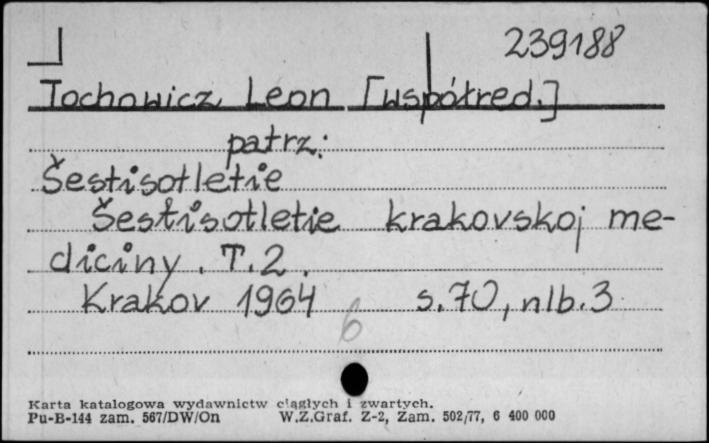 239188
Tochowicz Leon [współred.]
patrz:
Šestisotletie
Šestisotletie krakovskoj me-
diciny. T.2.
Krakov 1964 s.70, nlb.3
6
Karta katalogowa wydawnictw ciągłych i zwartych.
Pu-B-144 zam. 567/DW/On W.Z.Graf. Z-2, Zam. 502/77, 6 400 000